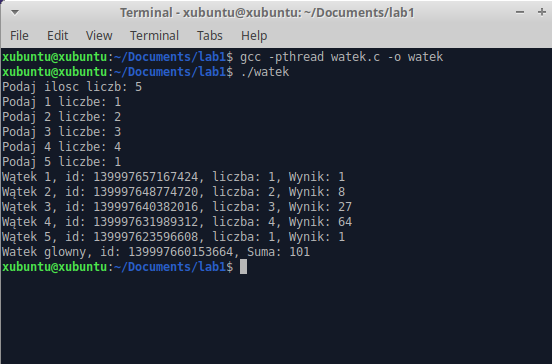 Terminal - xubuntu@xubuntu: ~/Documents/lab1
File Edit View Terminal Tabs Help
xubuntu@xubuntu:~/Documents/lab1$ gcc -pthread watek.c -o watek
xubuntu@xubuntu:~/Documents/lab1$ ./watek
Podaj ilosc liczb: 5
Podaj 1 liczbe: 1
Podaj 2 liczbe: 2
Podaj 3 liczbe: 3
Podaj 4 liczbe: 4
Podaj 5 liczbe: 1
Wątek 1, id: 139997657167424, liczba: 1, Wynik: 1
Wątek 2, id: 139997648774720, liczba: 2, Wynik: 8
Wątek 3, id: 139997640382016, liczba: 3, Wynik: 27
Wątek 4, id: 139997631989312, liczba: 4, Wynik: 64
Wątek 5, id: 139997623596608, liczba: 1, Wynik: 1
Watek glowny, id: 139997660153664, Suma: 101
xubuntu@xubuntu:~/Documents/lab1$